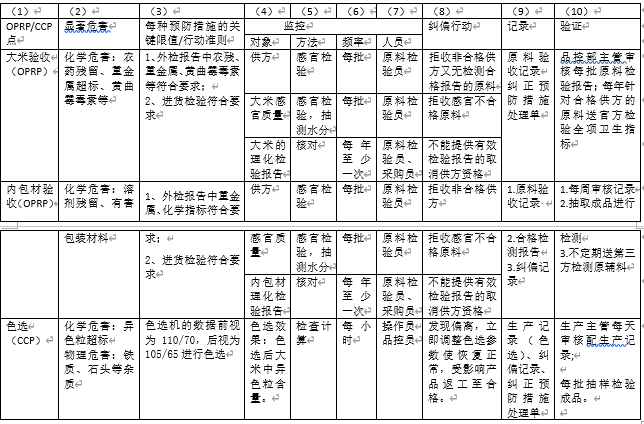 （1） （2） （3） （4） （5） （6） （7） （8） （9） （10）
OPRP/CCP点 显著危害 每种预防措施的关键限值/行动准则 监控 纠偏行动 记录 验证
对象 方法 频率 人员
大米验收（OPRP） 化学危害：农药残留、重金属超标、黄曲霉毒素等 1、外检报告中农残、重金属、黄曲霉毒素等符合要求；
2、进货检验符合要求
供方 感官检验 每批 原料检验员 拒收非合格供方又无检测合格报告的原料
原料验收记录纠正预防措施处理单
品控部主管审核每批原料检验报告；每年针对合格供方的原料送官方检验全项卫生指标
大米感官质量 感官检验，抽测水分 每批 原料检验员 拒收感官不合格原料
大米的理化检验报告 核对 每年至少一次 原料检验员、采购员 不能提供有效检验报告的取消供方资格
内包材验收(OPRP) 化学危害：溶剂残留、有害
1、外检报告中重金属、化学指标符合要
供方 感官检验 每批 原料检验员 拒收非合格供方
1.原料验收记录
1.每周审核记录
2.抽取成品进行
包装材料 求；
2、进货检验符合要求
感官质量 感官检验，抽测水分 每批 原料检验员 拒收感官不合格原料
2.合格检测报告
3.纠偏记录
检测
3.不定期送第三方检测原辅料
内包材理化检验报告 核对 每年至少一次 原料检验员、采购员 不能提供有效检验报告的取消供方资格
色选（CCP） 化学危害：异色粒超标
物理危害：铁质、石头等杂质
色选机的数据前视为110/70，后视为105/65进行色选
色选效果：色选后大米中异色粒含量。
检查计算 每小时 操作员品控员
发现偏离，立即调整色选参数使恢复正常，受影响产品返工至合格。
生产记录（色选）、纠偏记录、纠正预防措施处理单
生产主管每天审核配生产记录；
每批抽样检验成品。